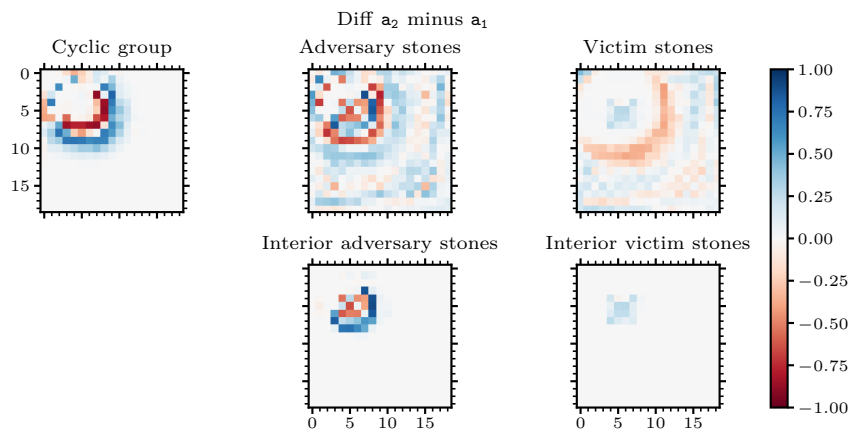 Diff a₂ minus a₁
Cyclic group
Adversary stones
Victim stones
0
5
10
15
1.00
0.75
0.50
0.25
0.00
−0.25
−0.50
−0.75
−1.00
Interior adversary stones
Interior victim stones
0 5 10 15
0 5 10 15